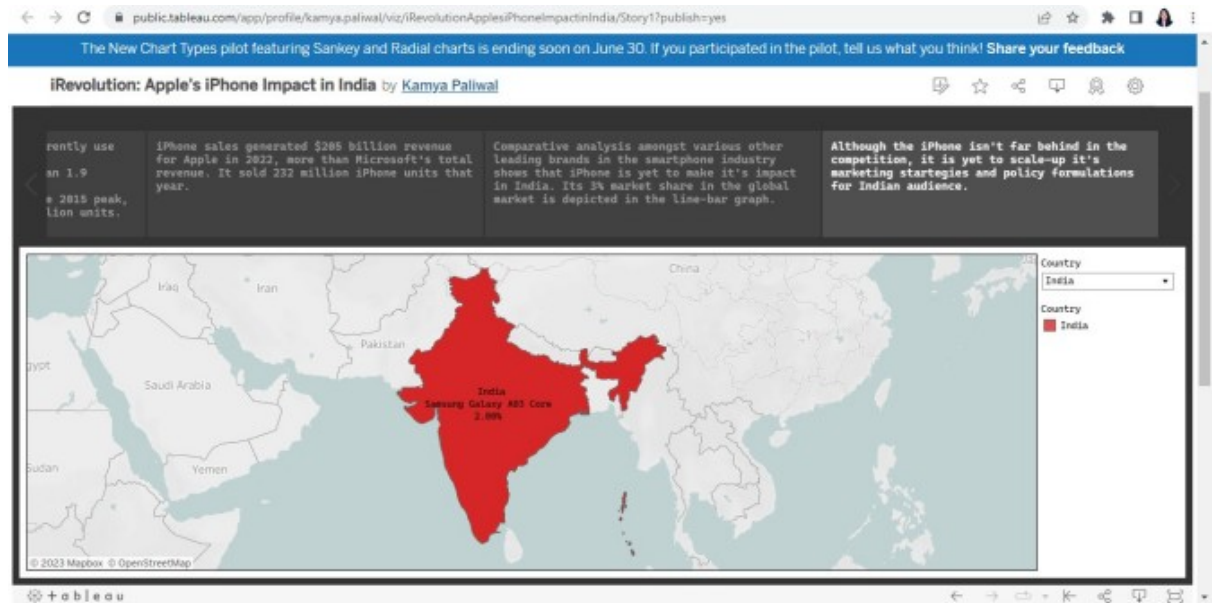 public.tableau.com/app/profile/kamya.paliwal/viz/iRevolutionApplesiPhoneImpactinIndia/Story1?publish=yes
The New Chart Types pilot featuring Sankey and Radial charts is ending soon on June 30. If you participated in the pilot, tell us what you think! Share your feedback
iRevolution: Apple's iPhone Impact in India by Kamya Paliwal
rently use
an 1.9
e 2015 peak,
lion units.
iPhone sales generated $205 billion revenue
for Apple in 2022, more than Microsoft's total
revenue. It sold 232 million iPhone units that
year.
Comparative analysis amongst various other
leading brands in the smartphone industry
shows that iPhone is yet to make it's impact
in India. Its 3% market share in the global
market is depicted in the line-bar graph.
Although the iPhone isn't far behind in the
competition, it is yet to scale-up it's
marketing startegies and policy formulations
for Indian audience.
Country
India
Country
India
China
Iraq
Iran
Pakistan
gypt
Saudi Arabia
India
Samsung Galaxy A03 Core
2.00%
Sudan
Yemen
© 2023 Mapbox © OpenStreetMap
+ableau